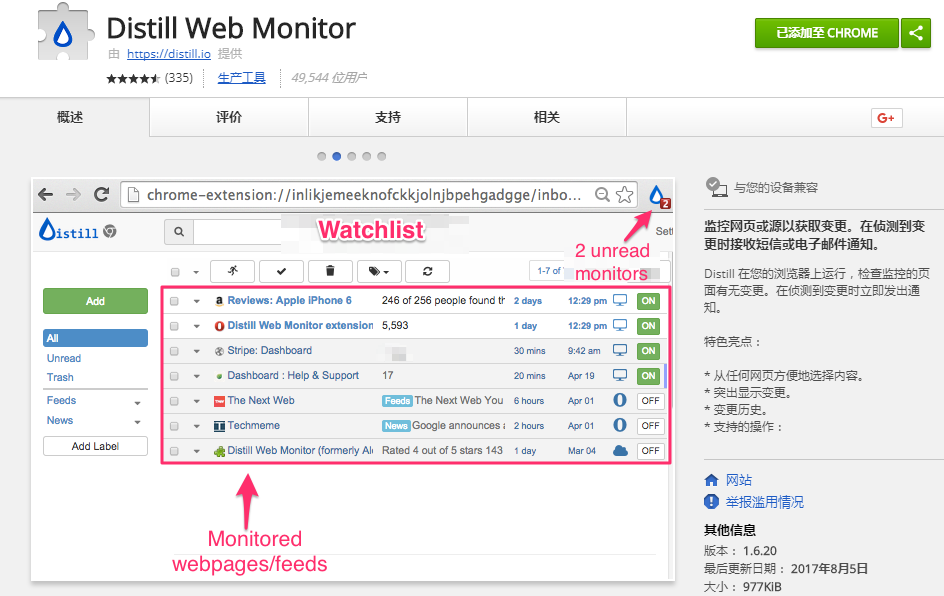 Distill Web Monitor
由 https://distill.io 提供
(335) 生产工具 49,544 位用户
已添加至 CHROME
概述 评价 支持 相关
G+
chrome-extension://inlikjemeeknofckkjolnjbpehgadgge/inbo...
2
Distill
Watchlist
2 unread
monitors
1-7 of
Add
All
Unread
Trash
Feeds
News
Add Label
Reviews: Apple iPhone 6 246 of 256 people found th 2 days 12:29 pm ON
Distill Web Monitor extension 5,593 1 day 12:29 pm ON
Stripe: Dashboard 30 mins 9:42 am ON
Dashboard : Help & Support 17 20 mins Apr 19 ON
The Next Web Feeds The Next Web You 6 hours Apr 01 OFF
Techmeme News Google announces a 2 hours Apr 01 OFF
Distill Web Monitor (formerly Ale Rated 4 out of 5 stars 143 1 day Mar 04 OFF
Monitored
webpages/feeds
与您的设备兼容
监控网页或源以获取变更。在侦测到变
更时接收短信或电子邮件通知。
Distill 在您的浏览器上运行，检查监控的页
面有无变更。在侦测到变更时立即发出通
知。
特色亮点：
* 从任何网页方便地选择内容。
* 突出显示变更。
* 变更历史。
* 支持的操作：
网站
举报滥用情况
其他信息
版本： 1.6.20
最后更新日期： 2017年8月5日
大小： 977KiB